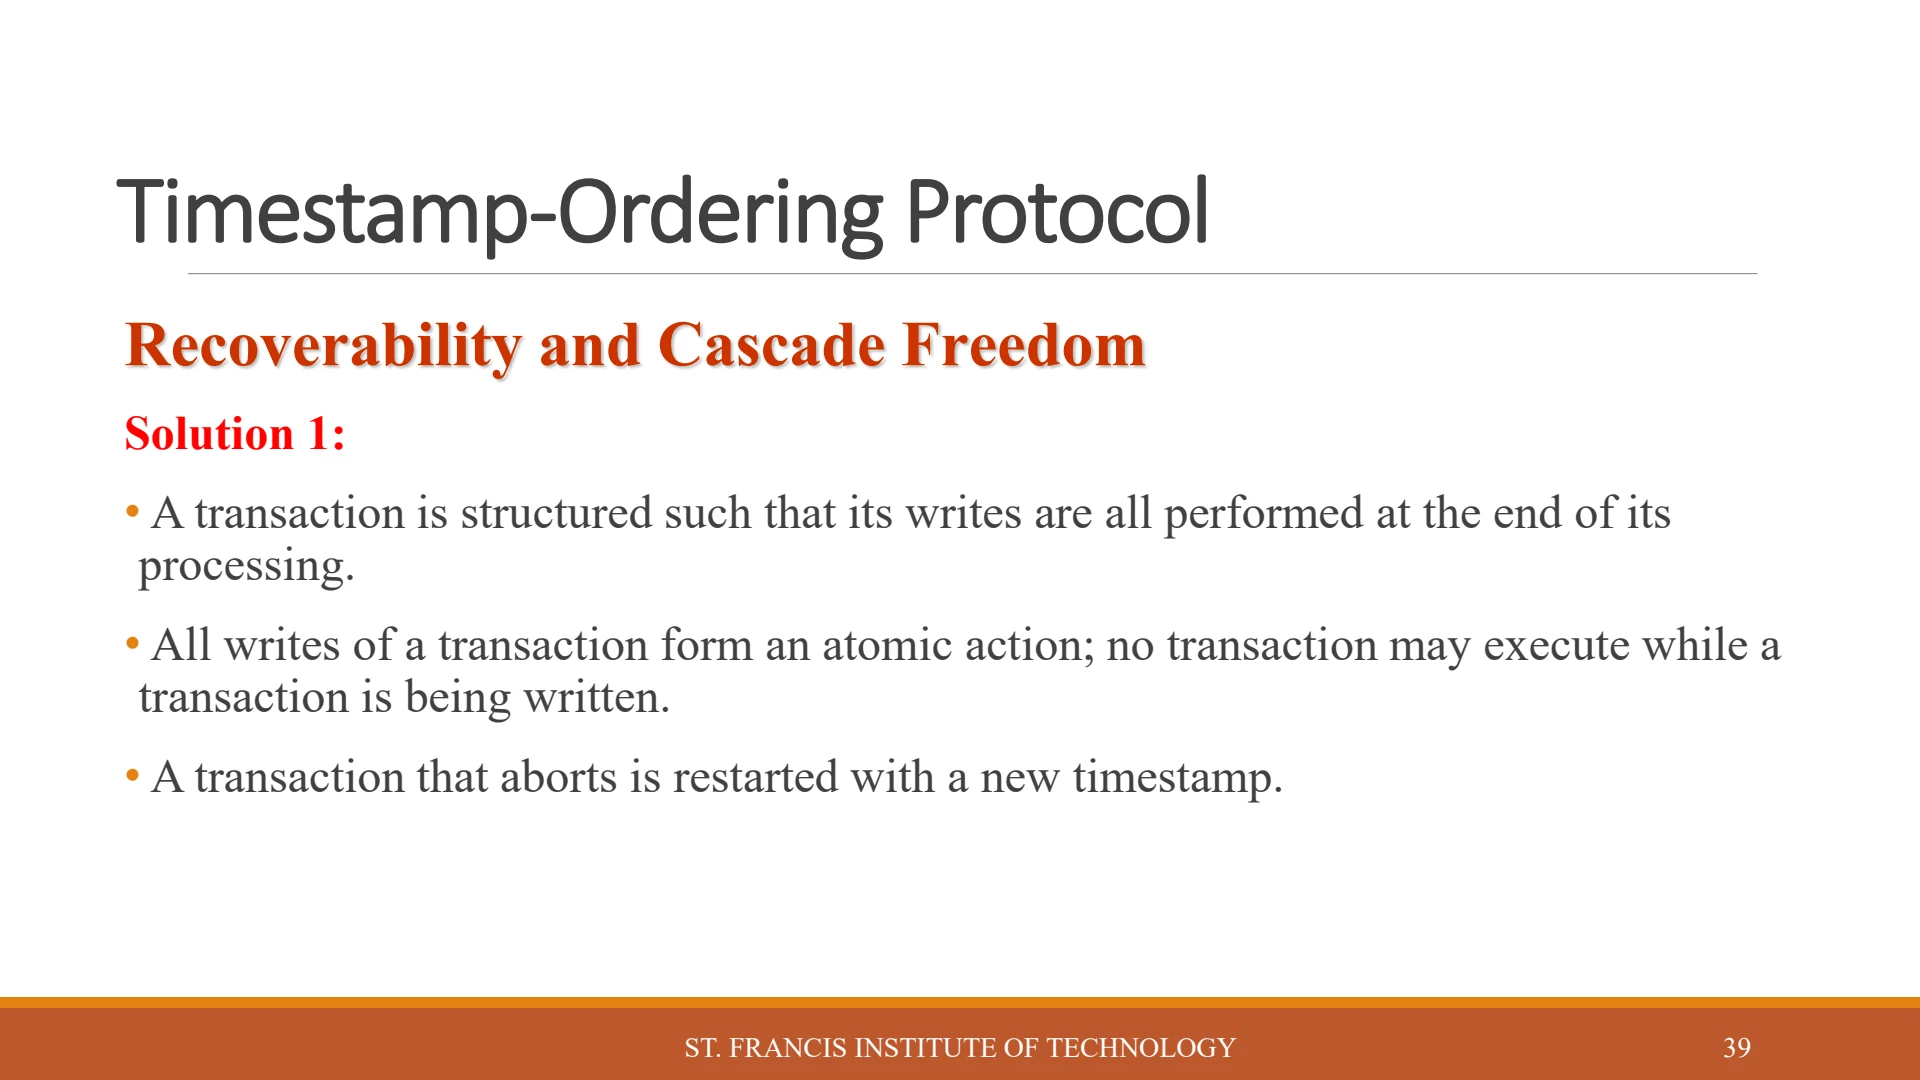 Timestamp-Ordering Protocol
Recoverability and Cascade Freedom
Solution 1:
• A transaction is structured such that its writes are all performed at the end of its
processing.
• All writes of a transaction form an atomic action; no transaction may execute while a
transaction is being written.
• A transaction that aborts is restarted with a new timestamp.
ST. FRANCIS INSTITUTE OF TECHNOLOGY
39